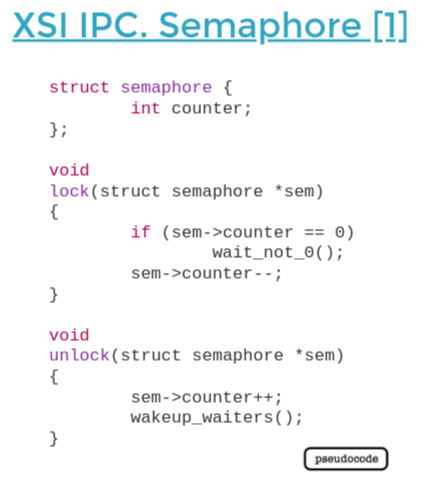 XSI IPC. Semaphore [1]
struct semaphore {
        int counter;
};
void
lock(struct semaphore *sem)
{
        if (sem->counter == 0)
                wait_not_0();
        sem->counter--;
}
void
unlock(struct semaphore *sem)
{
        sem->counter++;
        wakeup_waiters();
}
pseudocode